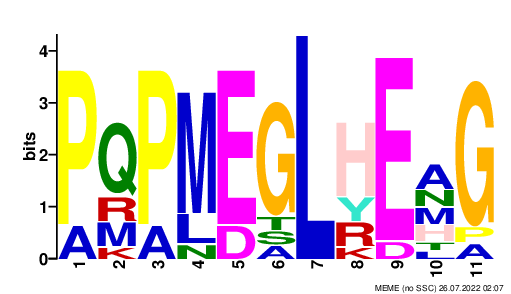 4
3
2
1
0
bits
P Q P M E G L H E A G
R T Y N
M L S R M P
A K A N D A K D H T L A
1 2 3 4 5 6 7 8 9 10 11
MEME (no SSC) 26.07.2022 02:07